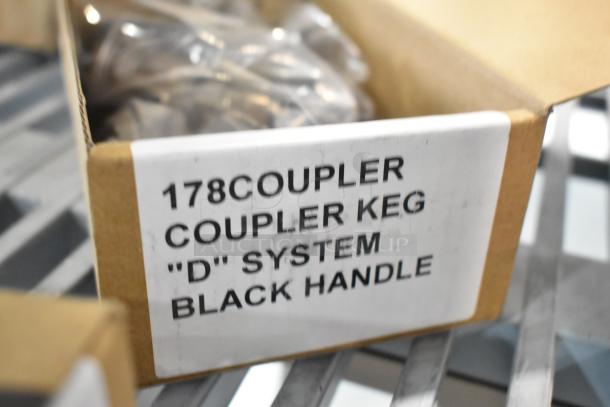 178COUPLER
COUPLER KEG
"D" SYSTEM
BLACK HANDLE